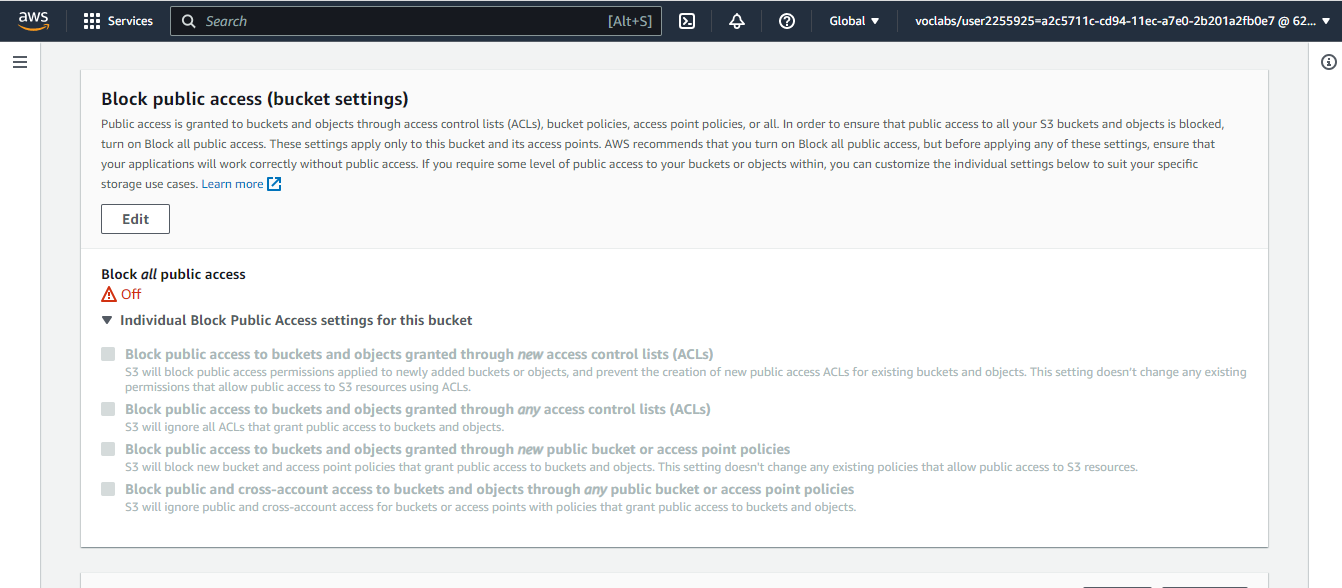 aws
Services
Search
[Alt+S]
Global
voclabs/user2255925=a2c5711c-cd94-11ec-a7e0-2b201a2fb0e7 @ 62...
Block public access (bucket settings)
Public access is granted to buckets and objects through access control lists (ACLs), bucket policies, access point policies, or all. In order to ensure that public access to all your S3 buckets and objects is blocked,
turn on Block all public access. These settings apply only to this bucket and its access points. AWS recommends that you turn on Block all public access, but before applying any of these settings, ensure that
your applications will work correctly without public access. If you require some level of public access to your buckets or objects within, you can customize the individual settings below to suit your specific
storage use cases. Learn more
Edit
Block all public access
Off
Individual Block Public Access settings for this bucket
Block public access to buckets and objects granted through new access control lists (ACLs)
S3 will block public access permissions applied to newly added buckets or objects, and prevent the creation of new public access ACLs for existing buckets and objects. This setting doesn't change any existing
permissions that allow public access to S3 resources using ACLs.
Block public access to buckets and objects granted through any access control lists (ACLs)
S3 will ignore all ACLs that grant public access to buckets and objects.
Block public access to buckets and objects granted through new public bucket or access point policies
S3 will block new bucket and access point policies that grant public access to buckets and objects. This setting doesn't change any existing policies that allow public access to S3 resources.
Block public and cross-account access to buckets and objects through any public bucket or access point policies
S3 will ignore public and cross-account access for buckets or access points with policies that grant public access to buckets and objects.